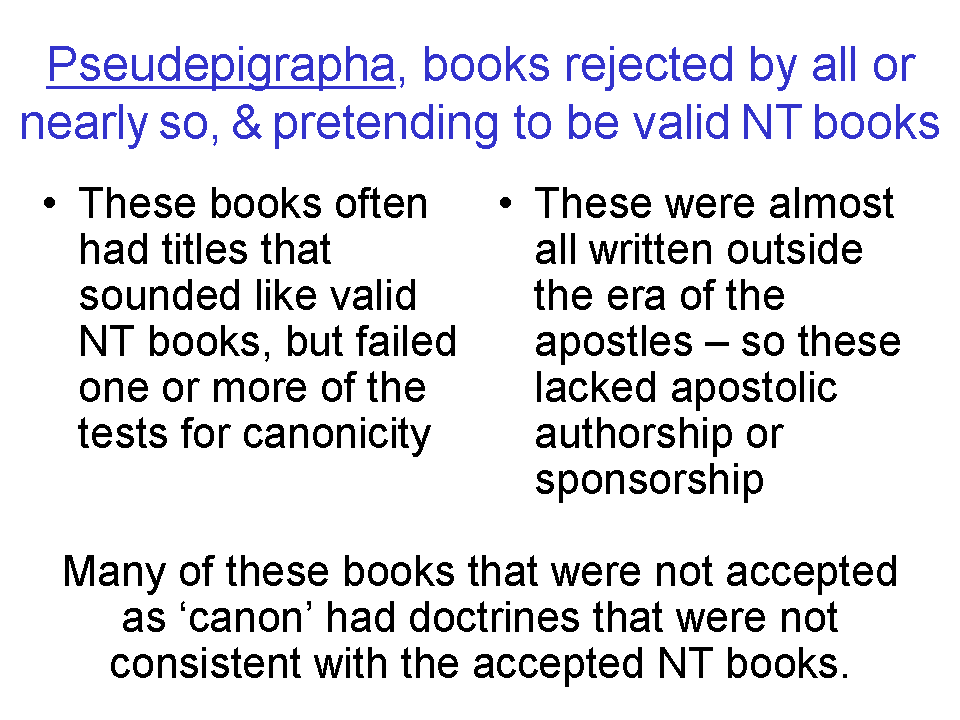 Pseudepigrapha, books rejected by all or
nearly so, & pretending to be valid NT books
• These books often
had titles that
sounded like valid
NT books, but failed
one or more of the
tests for canonicity
• These were almost
all written outside
the era of the
apostles – so these
lacked apostolic
authorship or
sponsorship
Many of these books that were not accepted
as ‘canon’ had doctrines that were not
consistent with the accepted NT books.